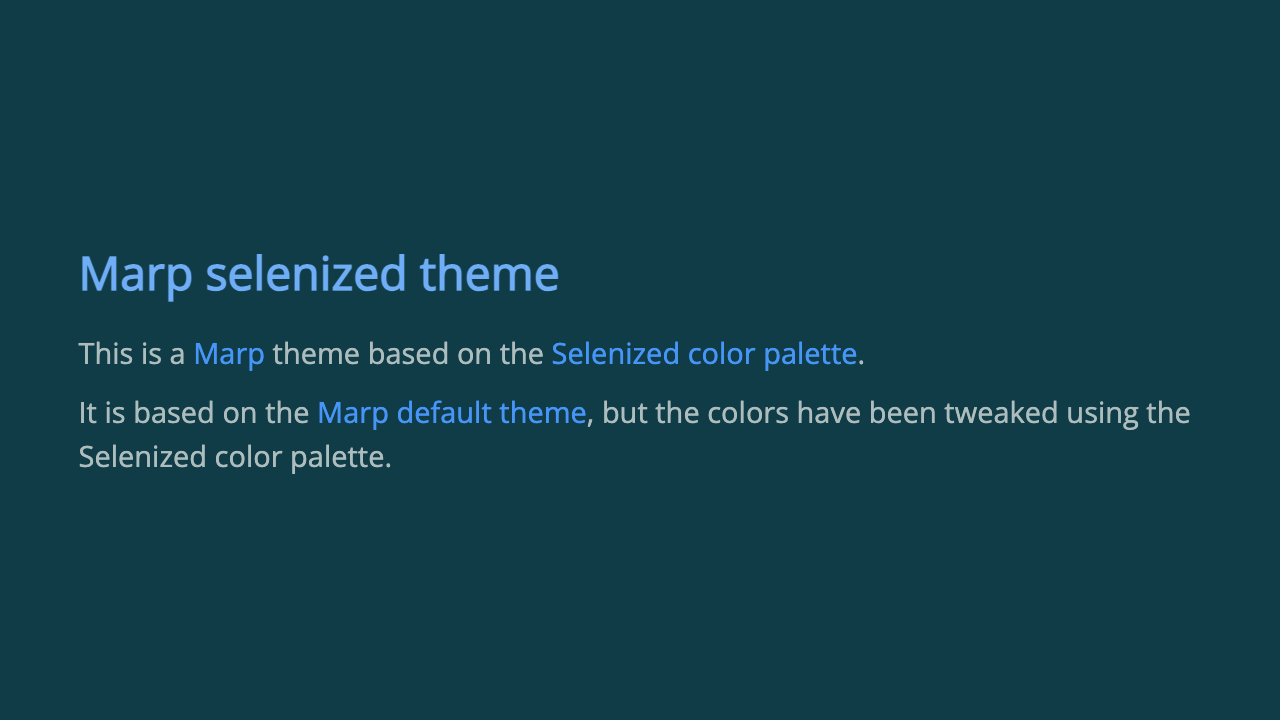 Marp selenized theme
This is a Marp theme based on the Selenized color palette.
It is based on the Marp default theme, but the colors have been tweaked using the
Selenized color palette.